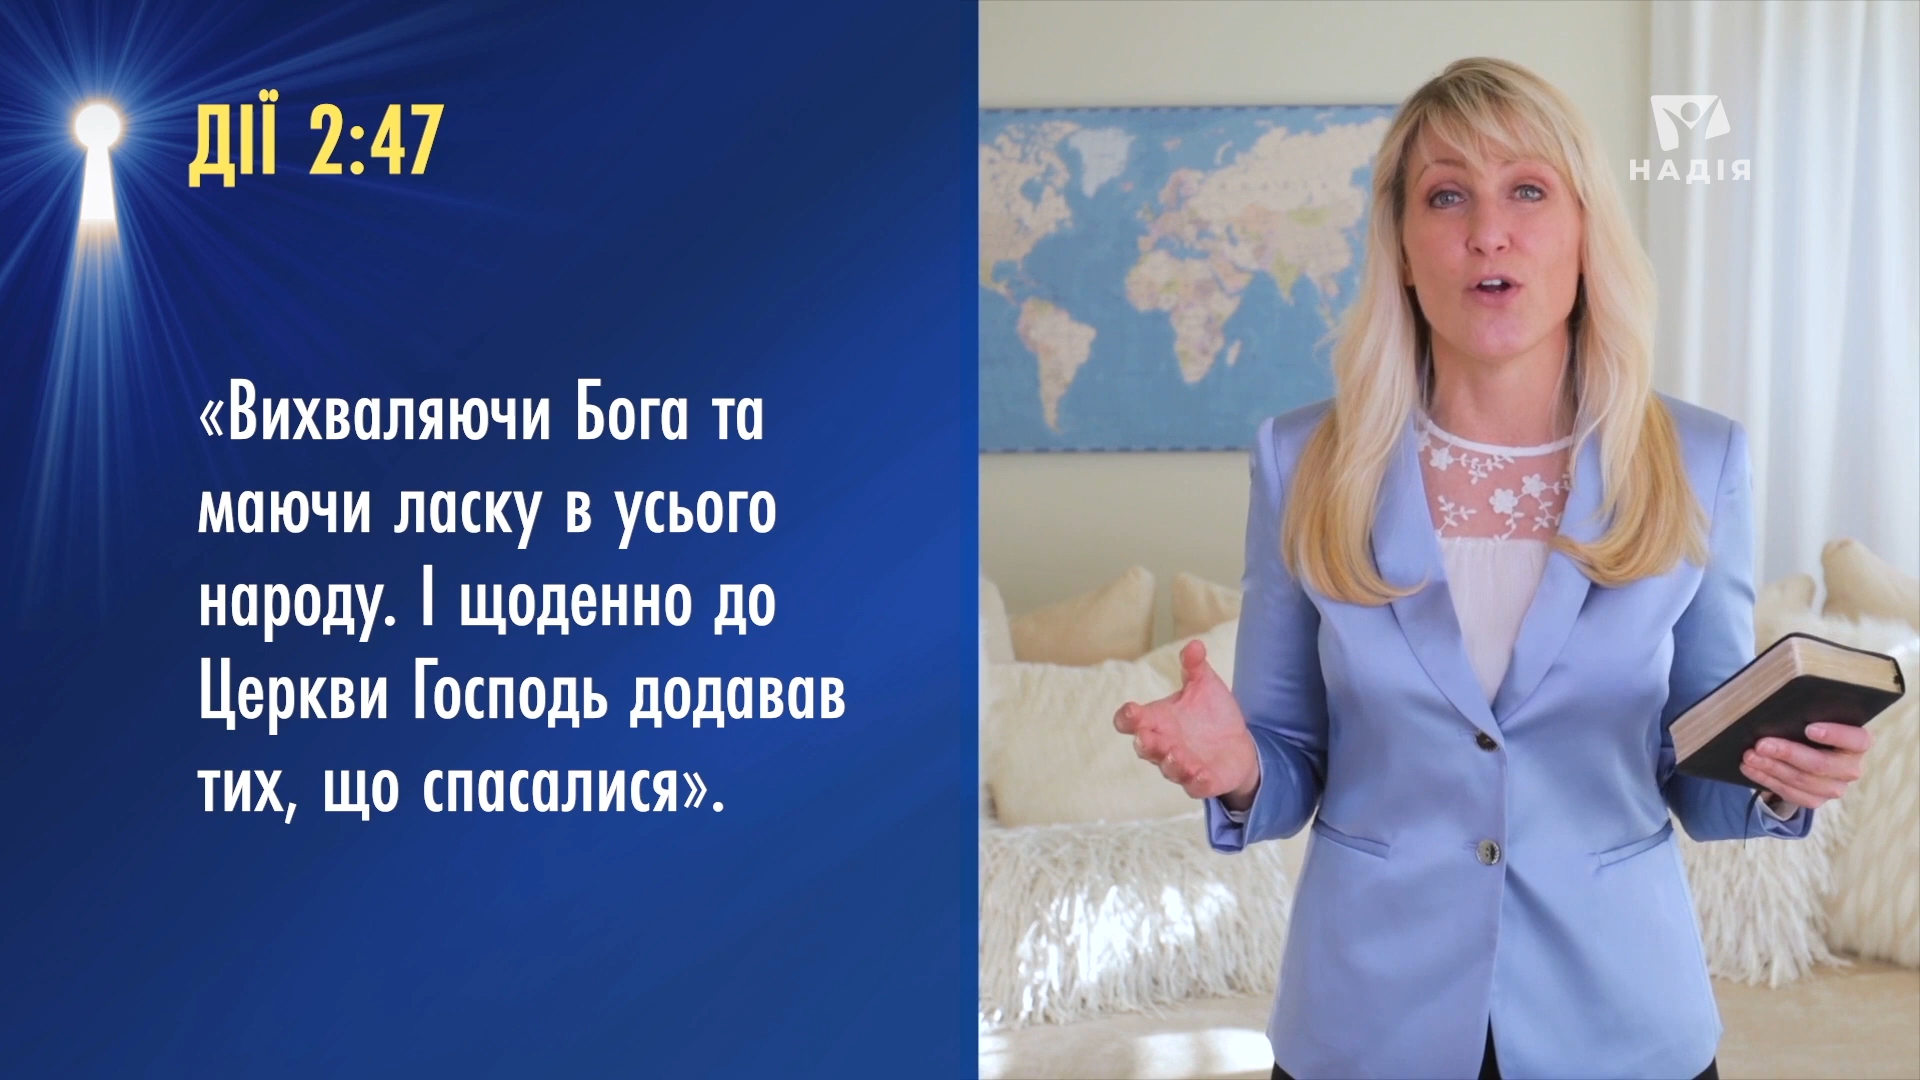 ДІЇ 2:47
«Вихваляючи Бога та
маючи ласку в усього
народу. І щоденно до
Церкви Господь додавав
тих, що спасалися».
НАДІЯ